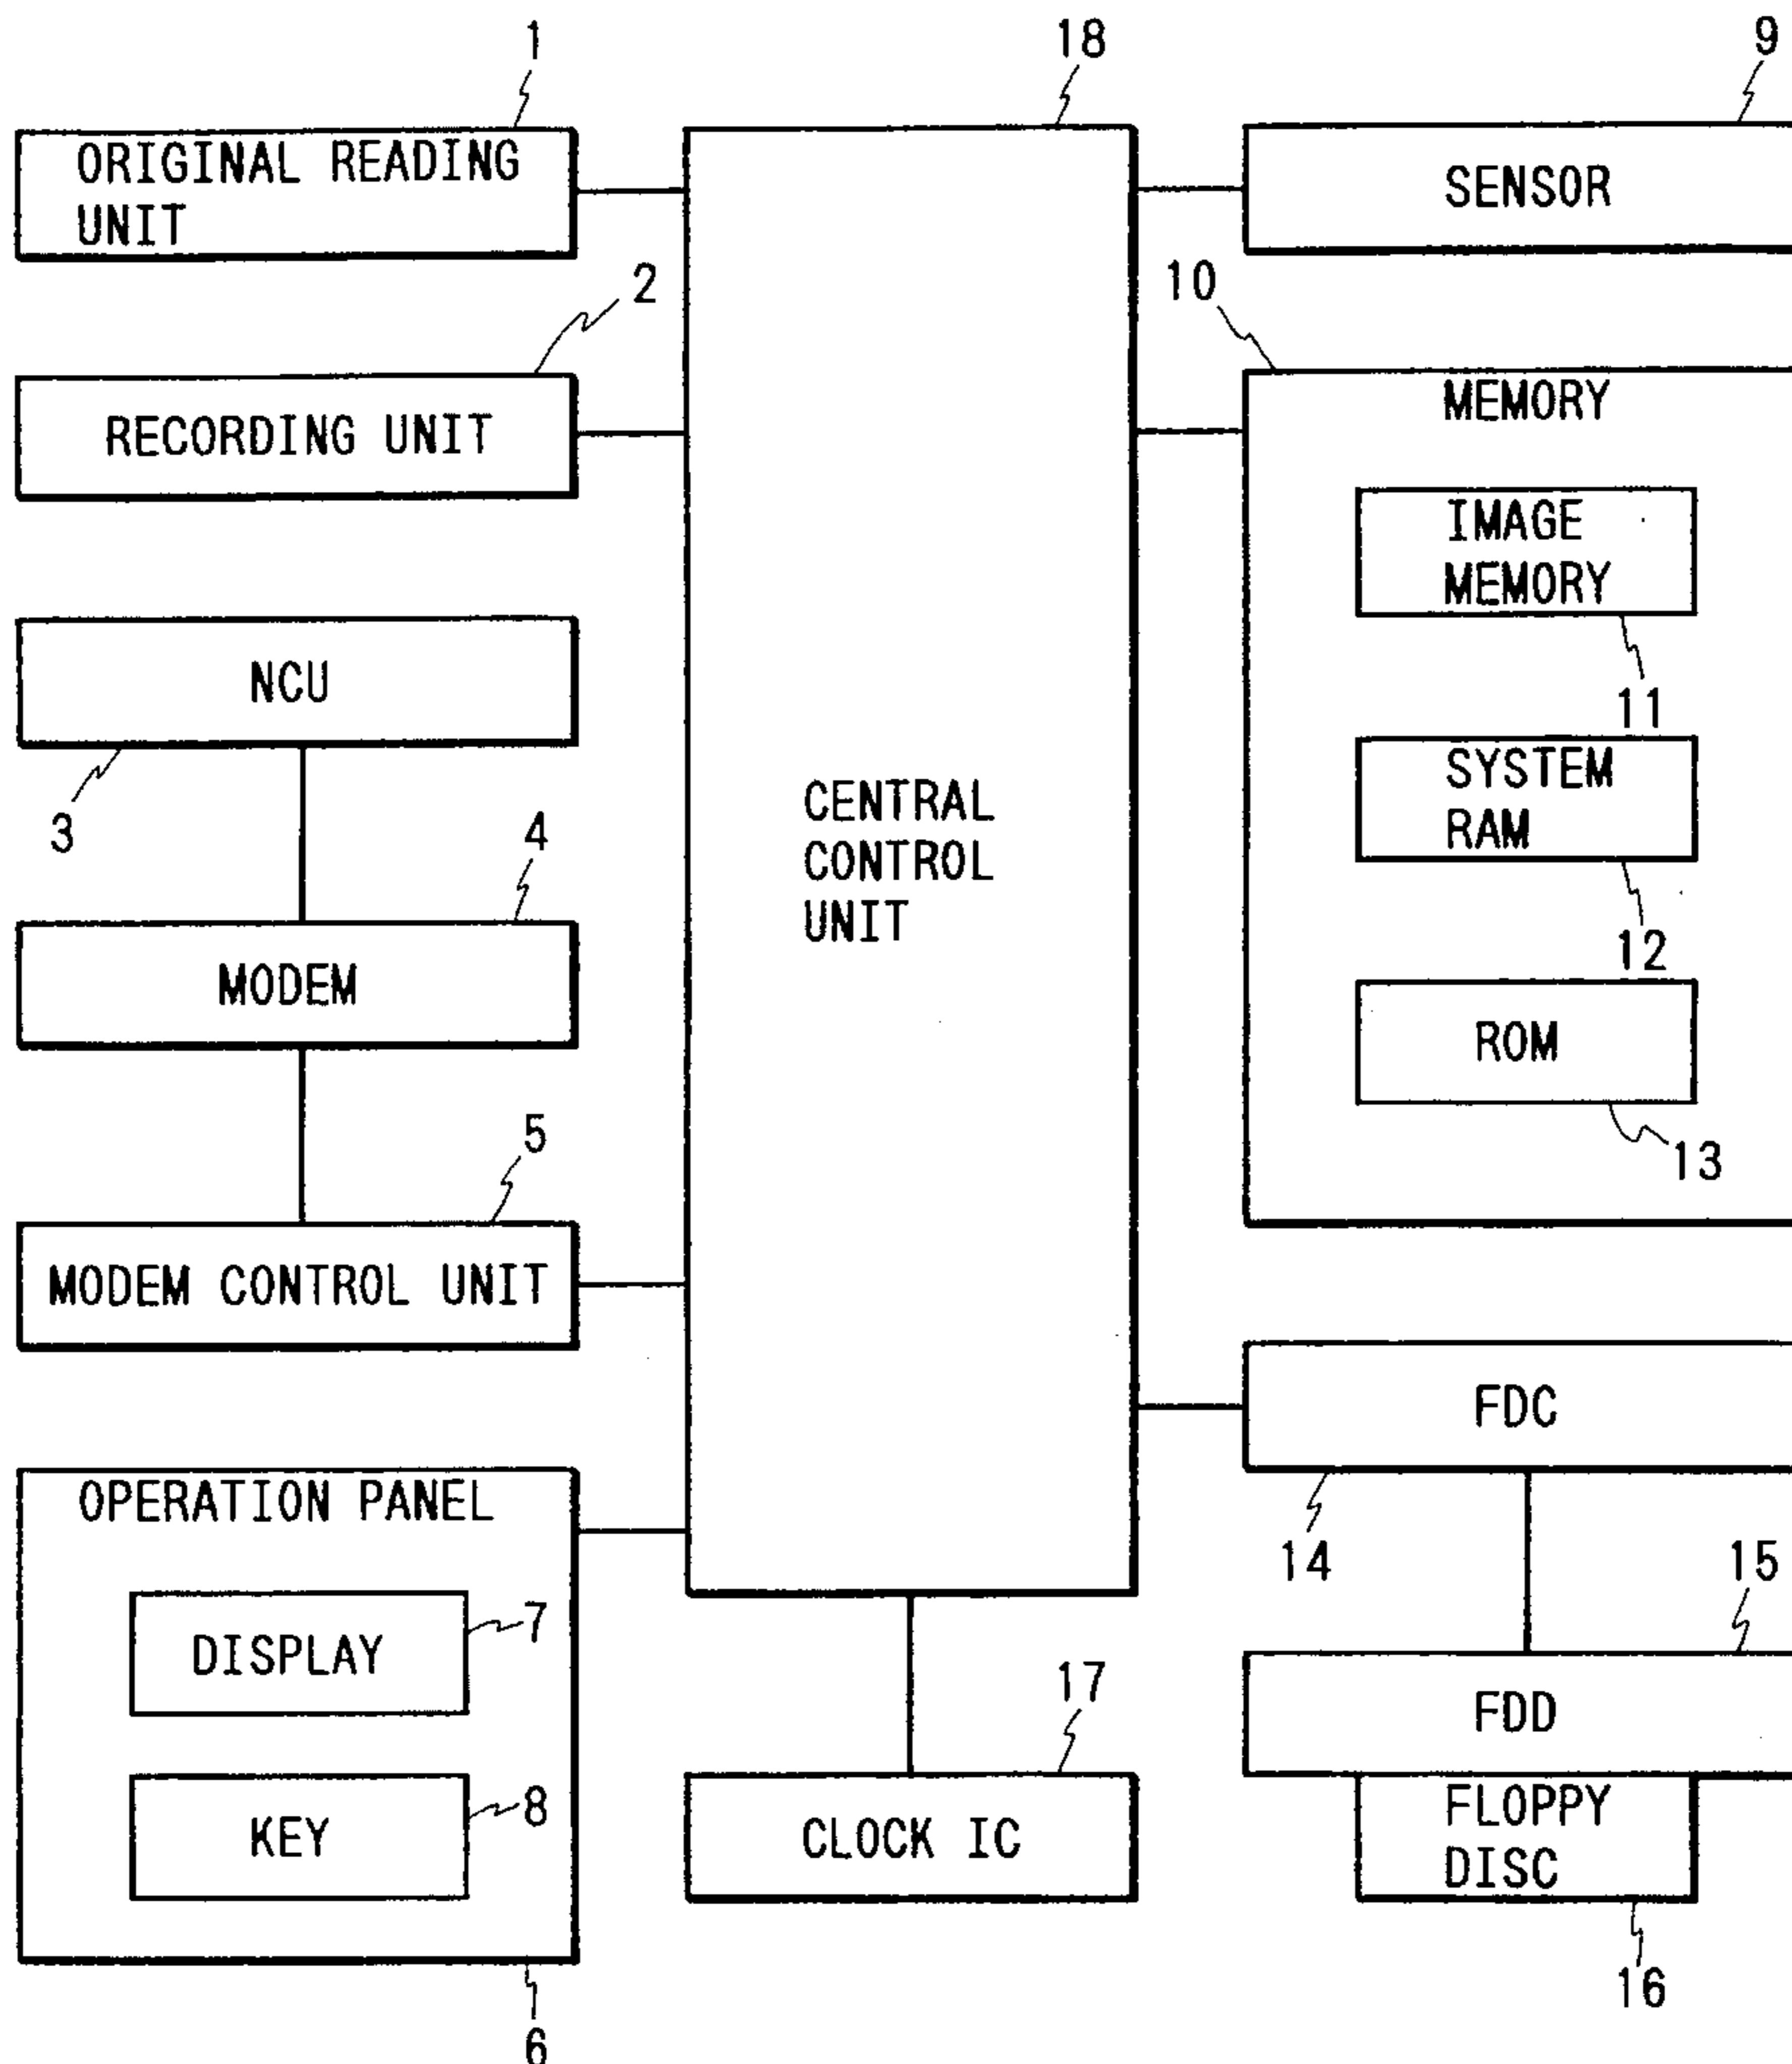 1
18
9
ORIGINAL READING
UNIT
SENSOR
2
10
RECORDING UNIT
MEMORY
IMAGE
MEMORY
11
NCU
3
SYSTEM
RAM
12
CENTRAL
CONTROL
UNIT
4
MODEM
ROM
13
5
MODEM CONTROL UNIT
FDC
14
OPERATION PANEL
DISPLAY
7
KEY
8
6
17
CLOCK IC
15
FDD
FLOPPY
DISC
16